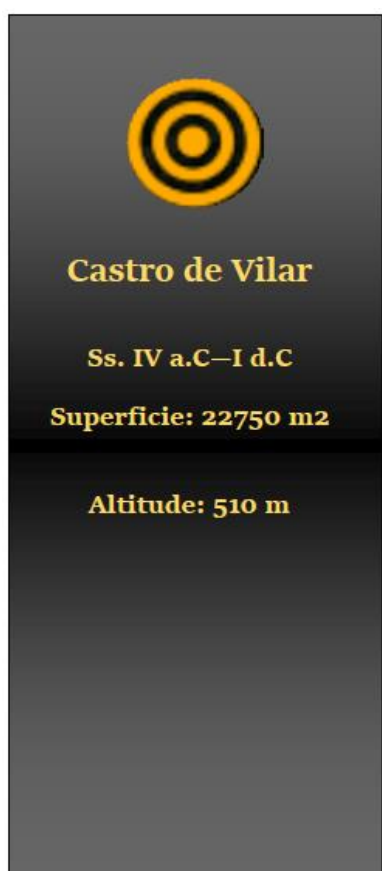 Castro de Vilar
Ss. IV a.C—I d.C
Superficie: 22750 m2
Altitude: 510 m